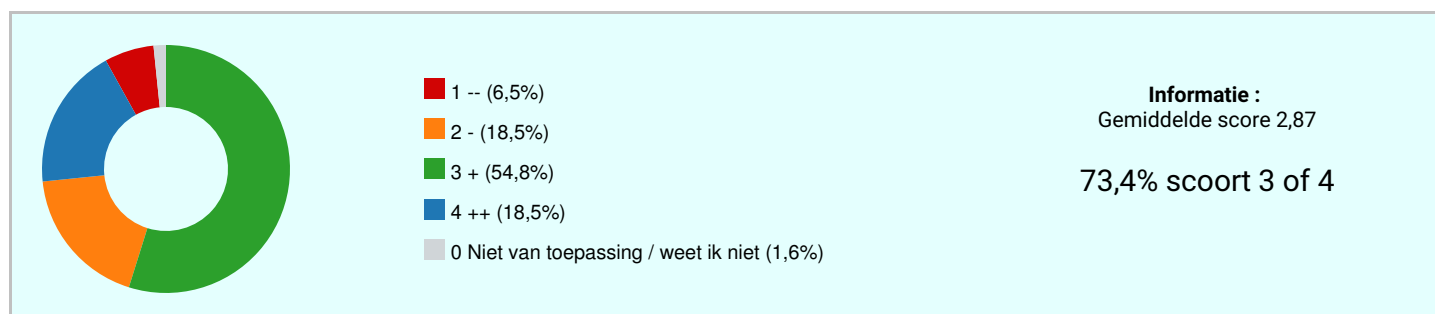 1 -- (6,5%)
2 - (18,5%)
3 + (54,8%)
4 ++ (18,5%)
0 Niet van toepassing / weet ik niet (1,6%)
Informatie :
Gemiddelde score 2,87
73,4% scoort 3 of 4